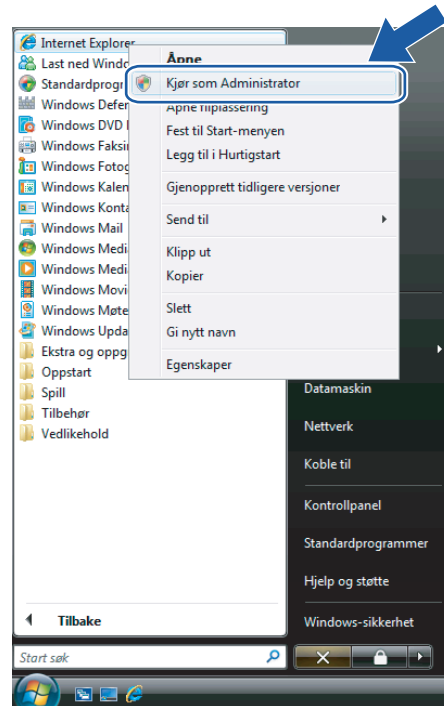 Internet Explorer
Last ned Windo
Standardprogr
Windows Defer
Windows DVD
Windows Faksi
Windows Fotog
Windows Kalen
Windows Konta
Windows Mail
Windows Medi
Windows Medi
Windows Movi
Windows Møte
Windows Upda
Ekstra og oppg
Oppstart
Spill
Tilbehør
Vedlikehold
Tilbake
Start søk
Åpne
Kjør som Administrator
Åpne filplassering
Fest til Start-menyen
Legg til i Hurtigstart
Gjenopprett tidligere versjoner
Send til
Klipp ut
Kopier
Slett
Gi nytt navn
Egenskaper
Datamaskin
Nettverk
Koble til
Kontrollpanel
Standardprogrammer
Hjelp og støtte
Windows-sikkerhet